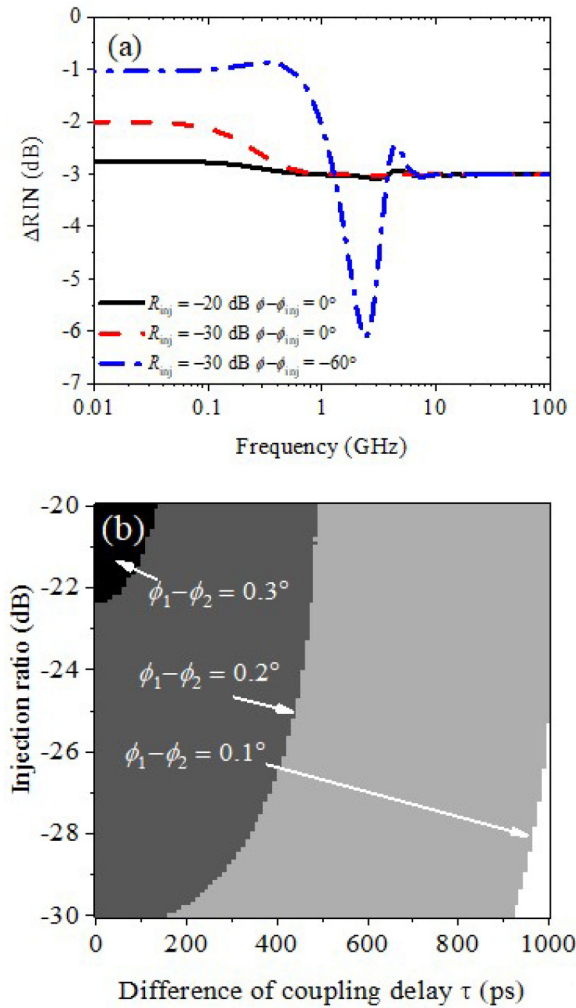 (a)
0
-1
-2
-3
-4
-5
-6
-7
ΔRIN (dB)
R_inj = −20 dB ϕ−ϕ_inj = 0°
R_inj = −30 dB ϕ−ϕ_inj = 0°
R_inj = −30 dB ϕ−ϕ_inj = −60°
0.01 0.1 1 10 100
Frequency (GHz)
(b)
-20
-22
-24
-26
-28
-30
Injection ratio (dB)
ϕ₁−ϕ₂ = 0.3°
ϕ₁−ϕ₂ = 0.2°
ϕ₁−ϕ₂ = 0.1°
0 200 400 600 800 1000
Difference of coupling delay τ (ps)